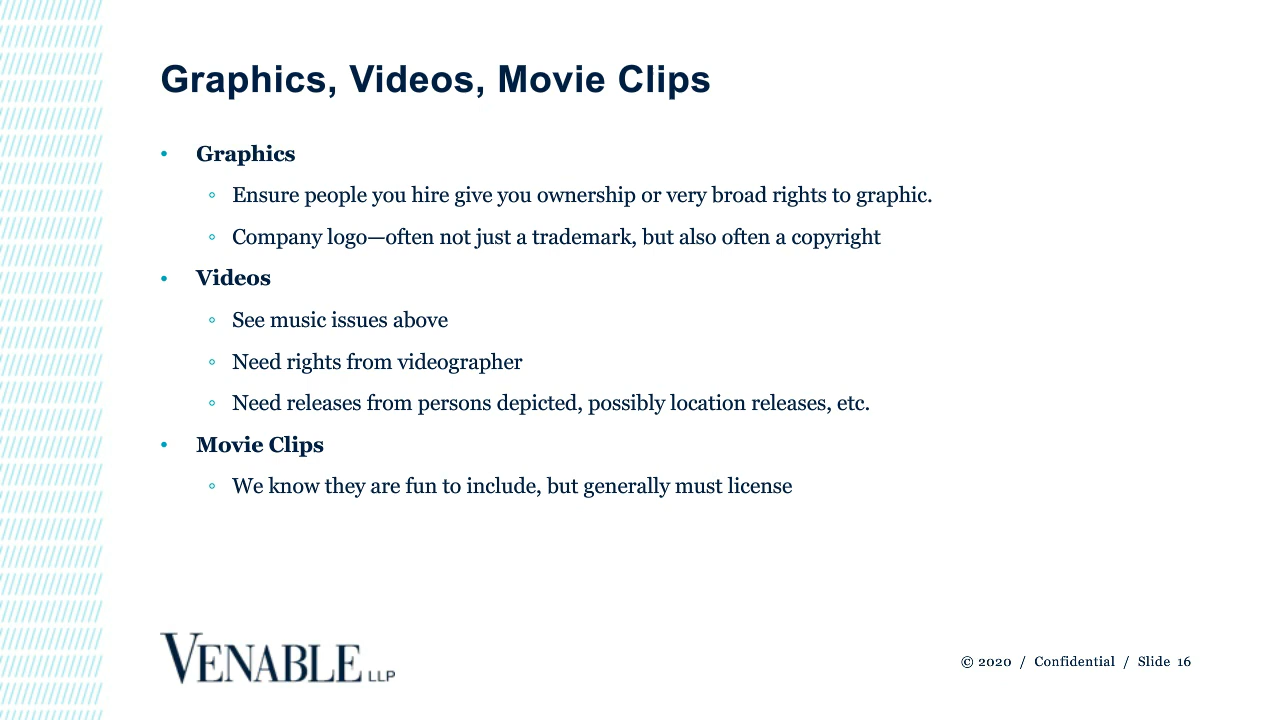 Graphics, Videos, Movie Clips
• Graphics
◦ Ensure people you hire give you ownership or very broad rights to graphic.
◦ Company logo—often not just a trademark, but also often a copyright
• Videos
◦ See music issues above
◦ Need rights from videographer
◦ Need releases from persons depicted, possibly location releases, etc.
• Movie Clips
◦ We know they are fun to include, but generally must license
VENABLE LLP
© 2020 / Confidential / Slide 16